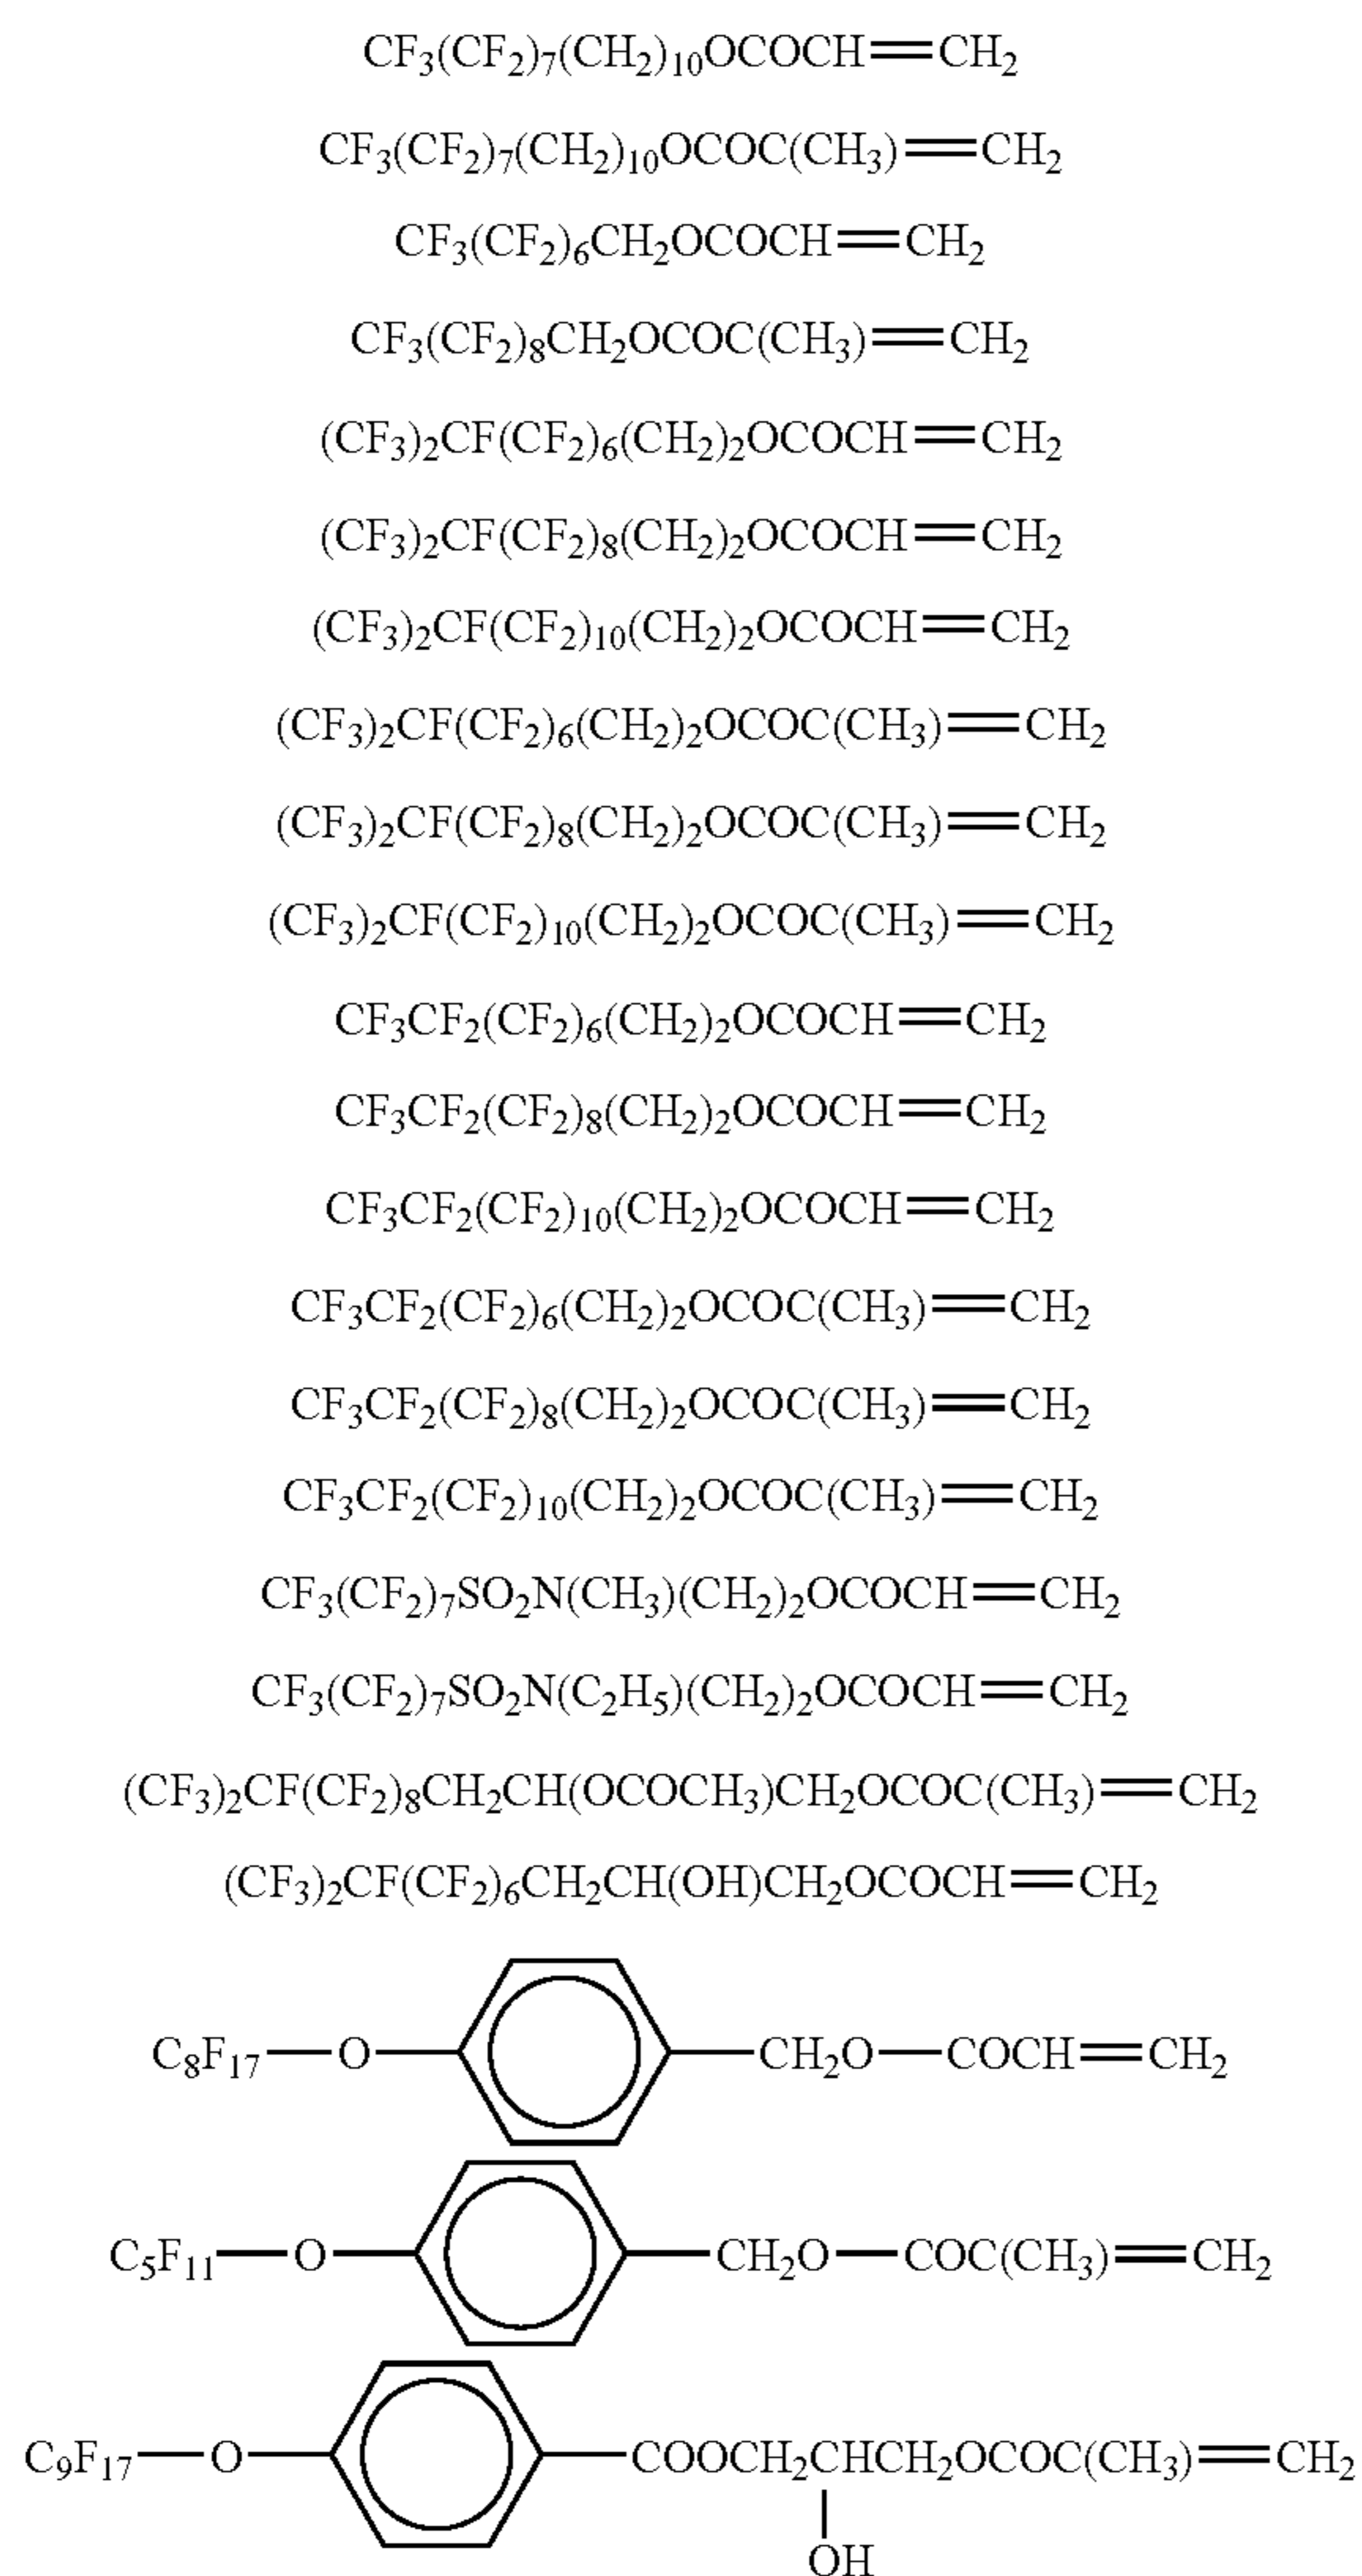 CF₃(CF₂)₇(CH₂)₁₀OCOCH=CH₂
CF₃(CF₂)₇(CH₂)₁₀OCOC(CH₃)=CH₂
CF₃(CF₂)₆CH₂OCOCH=CH₂
CF₃(CF₂)₈CH₂OCOC(CH₃)=CH₂
(CF₃)₂CF(CF₂)₆(CH₂)₂OCOCH=CH₂
(CF₃)₂CF(CF₂)₈(CH₂)₂OCOCH=CH₂
(CF₃)₂CF(CF₂)₁₀(CH₂)₂OCOCH=CH₂
(CF₃)₂CF(CF₂)₆(CH₂)₂OCOC(CH₃)=CH₂
(CF₃)₂CF(CF₂)₈(CH₂)₂OCOC(CH₃)=CH₂
(CF₃)₂CF(CF₂)₁₀(CH₂)₂OCOC(CH₃)=CH₂
CF₃CF₂(CF₂)₆(CH₂)₂OCOCH=CH₂
CF₃CF₂(CF₂)₈(CH₂)₂OCOCH=CH₂
CF₃CF₂(CF₂)₁₀(CH₂)₂OCOCH=CH₂
CF₃CF₂(CF₂)₆(CH₂)₂OCOC(CH₃)=CH₂
CF₃CF₂(CF₂)₈(CH₂)₂OCOC(CH₃)=CH₂
CF₃CF₂(CF₂)₁₀(CH₂)₂OCOC(CH₃)=CH₂
CF₃(CF₂)₇SO₂N(CH₃)(CH₂)₂OCOCH=CH₂
CF₃(CF₂)₇SO₂N(C₂H₅)(CH₂)₂OCOCH=CH₂
(CF₃)₂CF(CF₂)₈CH₂CH(OCOCH₃)CH₂OCOC(CH₃)=CH₂
(CF₃)₂CF(CF₂)₆CH₂CH(OH)CH₂OCOCH=CH₂
C₈F₁₇—O— —CH₂O—COCH=CH₂
C₅F₁₁—O— —CH₂O—COC(CH₃)=CH₂
C₉F₁₇—O— —COOCH₂CHCH₂OCOC(CH₃)=CH₂
OH